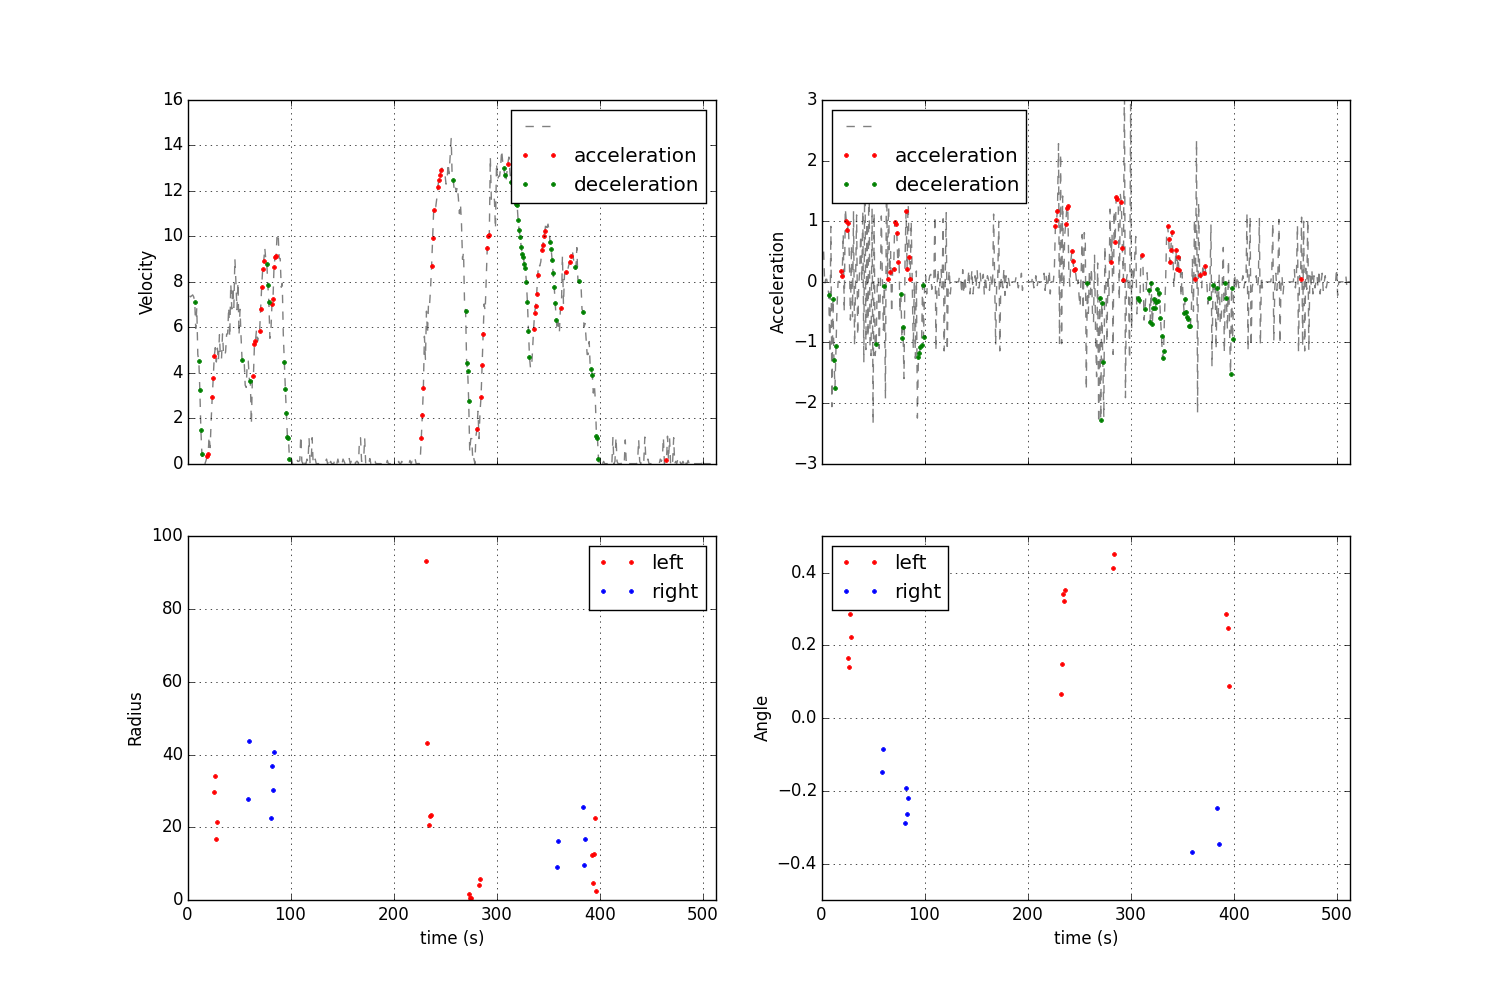 16
14
12
10
8
6
4
2
0
Velocity
acceleration
deceleration
3
2
1
0
−1
−2
−3
Acceleration
acceleration
deceleration
100
80
60
40
20
0
Radius
left
right
0 100 200 300 400 500
time (s)
0.4
0.2
0.0
−0.2
−0.4
Angle
left
right
0 100 200 300 400 500
time (s)